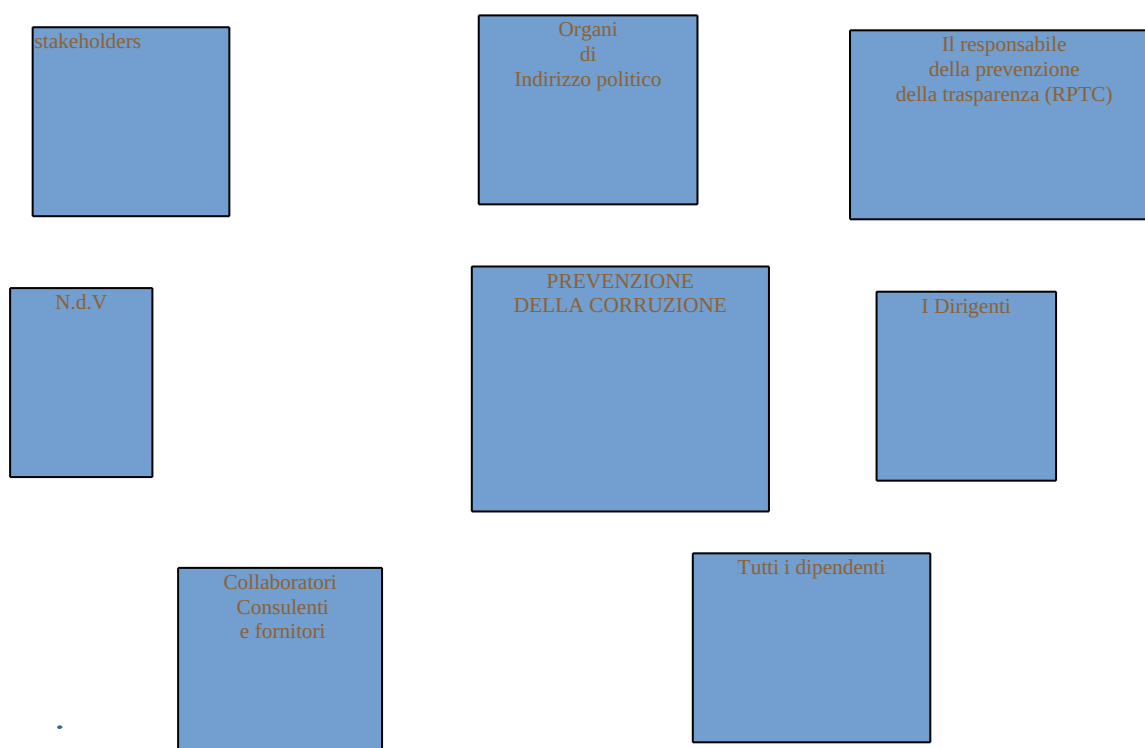 stakeholders
Organi
di
Indirizzo politico
Il responsabile
della prevenzione
della trasparenza (RPTC)
N.d.V
PREVENZIONE
DELLA CORRUZIONE
I Dirigenti
Collaboratori
Consulenti
e fornitori
Tutti i dipendenti